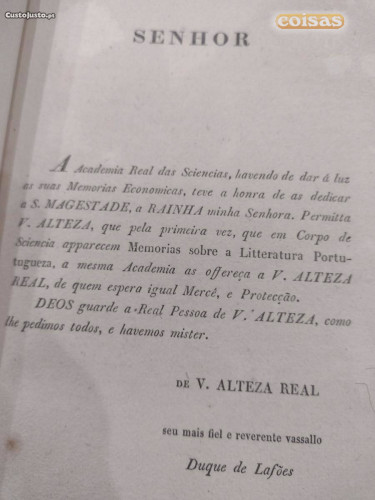 CustoJusto.pt
coisas
SENHOR
A Academia Real das Sciencias, havendo de dar á luz
as suas Memorias Economicas, teve a honra de as dedicar
a S. MAGESTADE, a RAINHA minha Senhora. Permitta
V. ALTEZA, que pela primeira vez, que em Corpo de
Sciencia apparecem Memorias sobre a Litteratura Portu-
tugueza, a mesma Academia as offereça a V. ALTEZA
REAL, de quem espera igual Mercê, e Protecção.
DEOS guarde a Real Pessoa de V. ALTEZA, como
lhe pedimos todos, e havemos mister.
DE V. ALTEZA REAL
seu mais fiel e reverente vassallo
Duque de Lafões